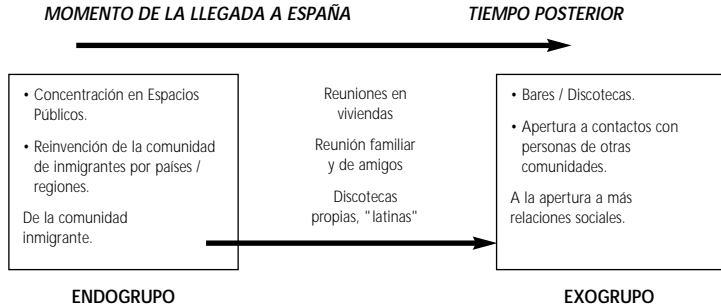 MOMENTO DE LA LLEGADA A ESPAÑA
TIEMPO POSTERIOR
• Concentración en Espacios
Públicos.
• Reinvención de la comunidad
de inmigrantes por países /
regiones.
De la comunidad
inmigrante.
Reuniones en
viviendas
Reunión familiar
y de amigos
Discotecas
propias, "latinas"
• Bares / Discotecas.
• Apertura a contactos con
personas de otras
comunidades.
A la apertura a más
relaciones sociales.
ENDOGRUPO
EXOGRUPO